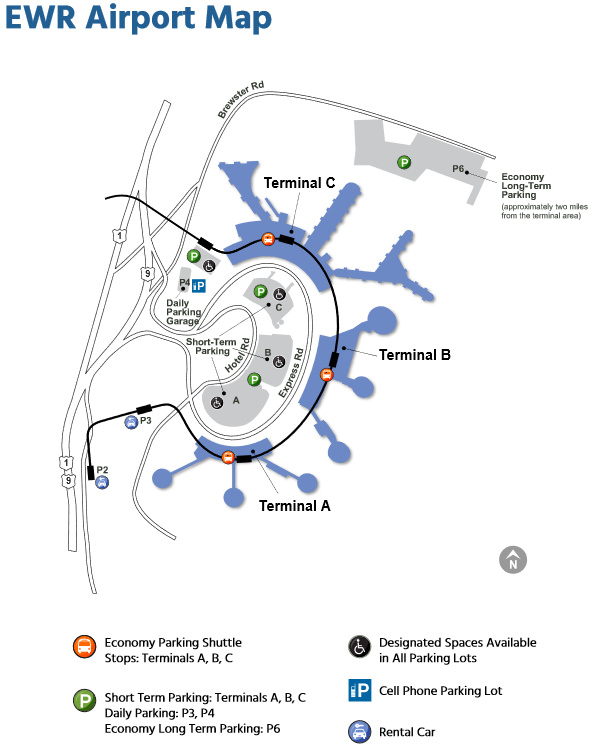 EWR Airport Map
Brewster Rd
P
P6
Economy
Long-Term
Parking
(approximately two miles
from the terminal area)
Terminal C
1
9
P
P4
iP
Daily
Parking
Garage
P
C
Short-Term
Parking
Hotel Rd
B
Express Rd
P
A
Terminal B
P3
1
9
P2
Terminal A
N
Economy Parking Shuttle
Stops: Terminals A, B, C
Designated Spaces Available
in All Parking Lots
P
Short Term Parking: Terminals A, B, C
Daily Parking: P3, P4
Economy Long Term Parking: P6
iP
Cell Phone Parking Lot
Rental Car